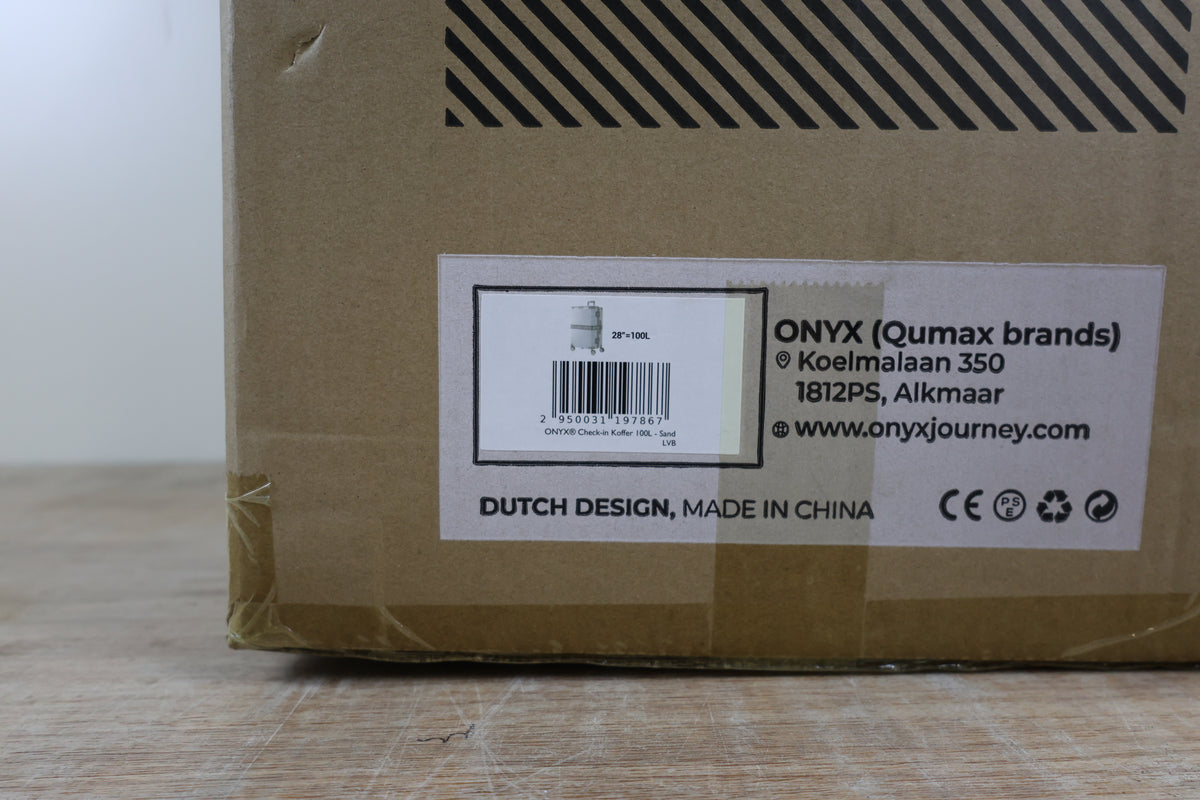 28"=100L
2 950031 197867
ONYX® Check-in Koffer 100L - Sand
LVB
ONYX (Qumax brands)
Koelmalaan 350
1812PS, Alkmaar
www.onyxjourney.com
DUTCH DESIGN, MADE IN CHINA
CE PSE